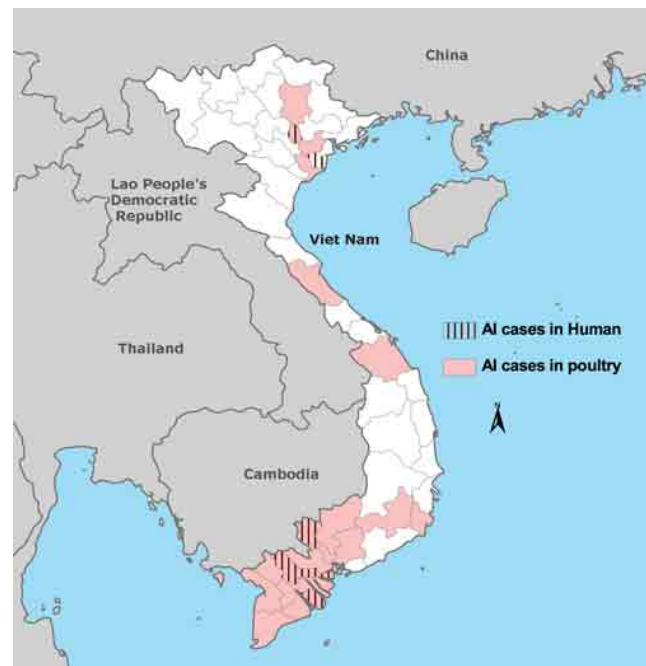 China
Lao People's
Democratic
Republic
Viet Nam
AI cases in Human
Thailand
AI cases in poultry
N
Cambodia